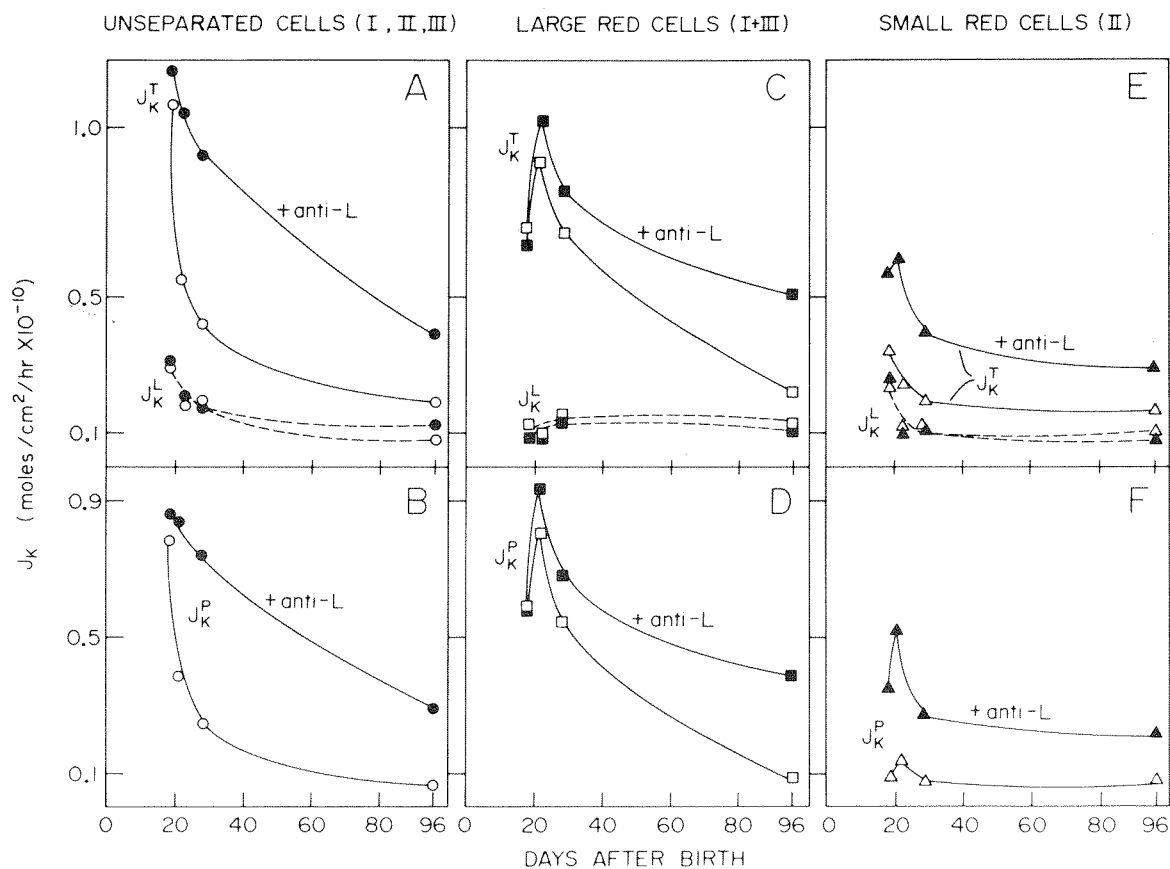 UNSEPARATED CELLS (I, II, III)
LARGE RED CELLS (I+III)
SMALL RED CELLS (II)
A
C
E
J_K^T
+ anti-L
J_K^L
J_K^T
+ anti-L
J_K^L
+ anti-L
J_K^T
J_K^L
1.0
0.5
0.1
J_K (moles/cm²/hr X10⁻¹⁰)
B
D
F
J_K^P
+ anti-L
J_K^P
+ anti-L
J_K^P
+ anti-L
0.9
0.5
0.1
0 20 40 60 80 96
0 20 40 60 80 96
0 20 40 60 80 96
DAYS AFTER BIRTH